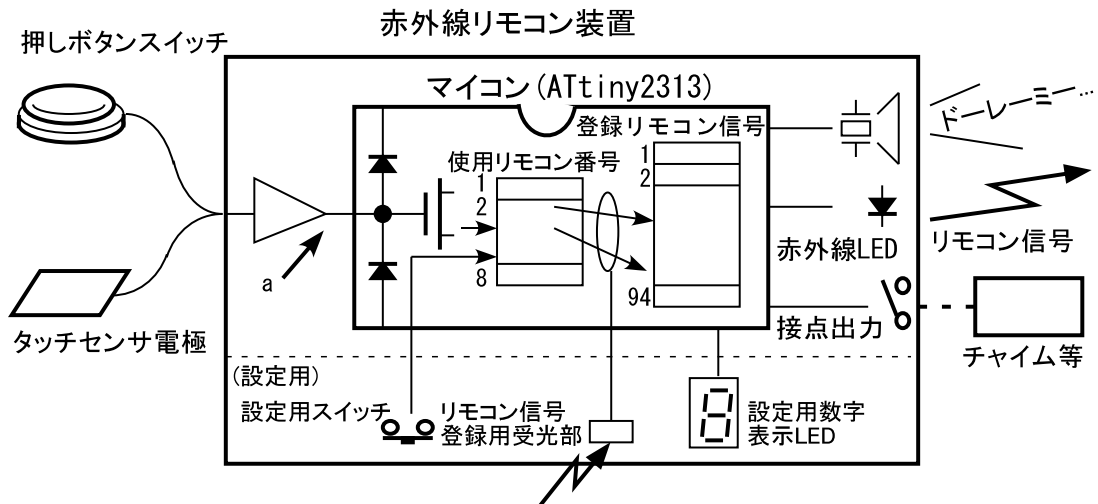 赤外線リモコン装置
押しボタンスイッチ
マイコン(ATtiny2313)
ドーレーミー…
登録リモコン信号
使用リモコン番号
1
2
1
2
8
94
a
赤外線LED
リモコン信号
タッチセンサ電極
接点出力
チャイム等
(設定用)
設定用スイッチ
リモコン信号
登録用受光部
8
設定用数字
表示LED